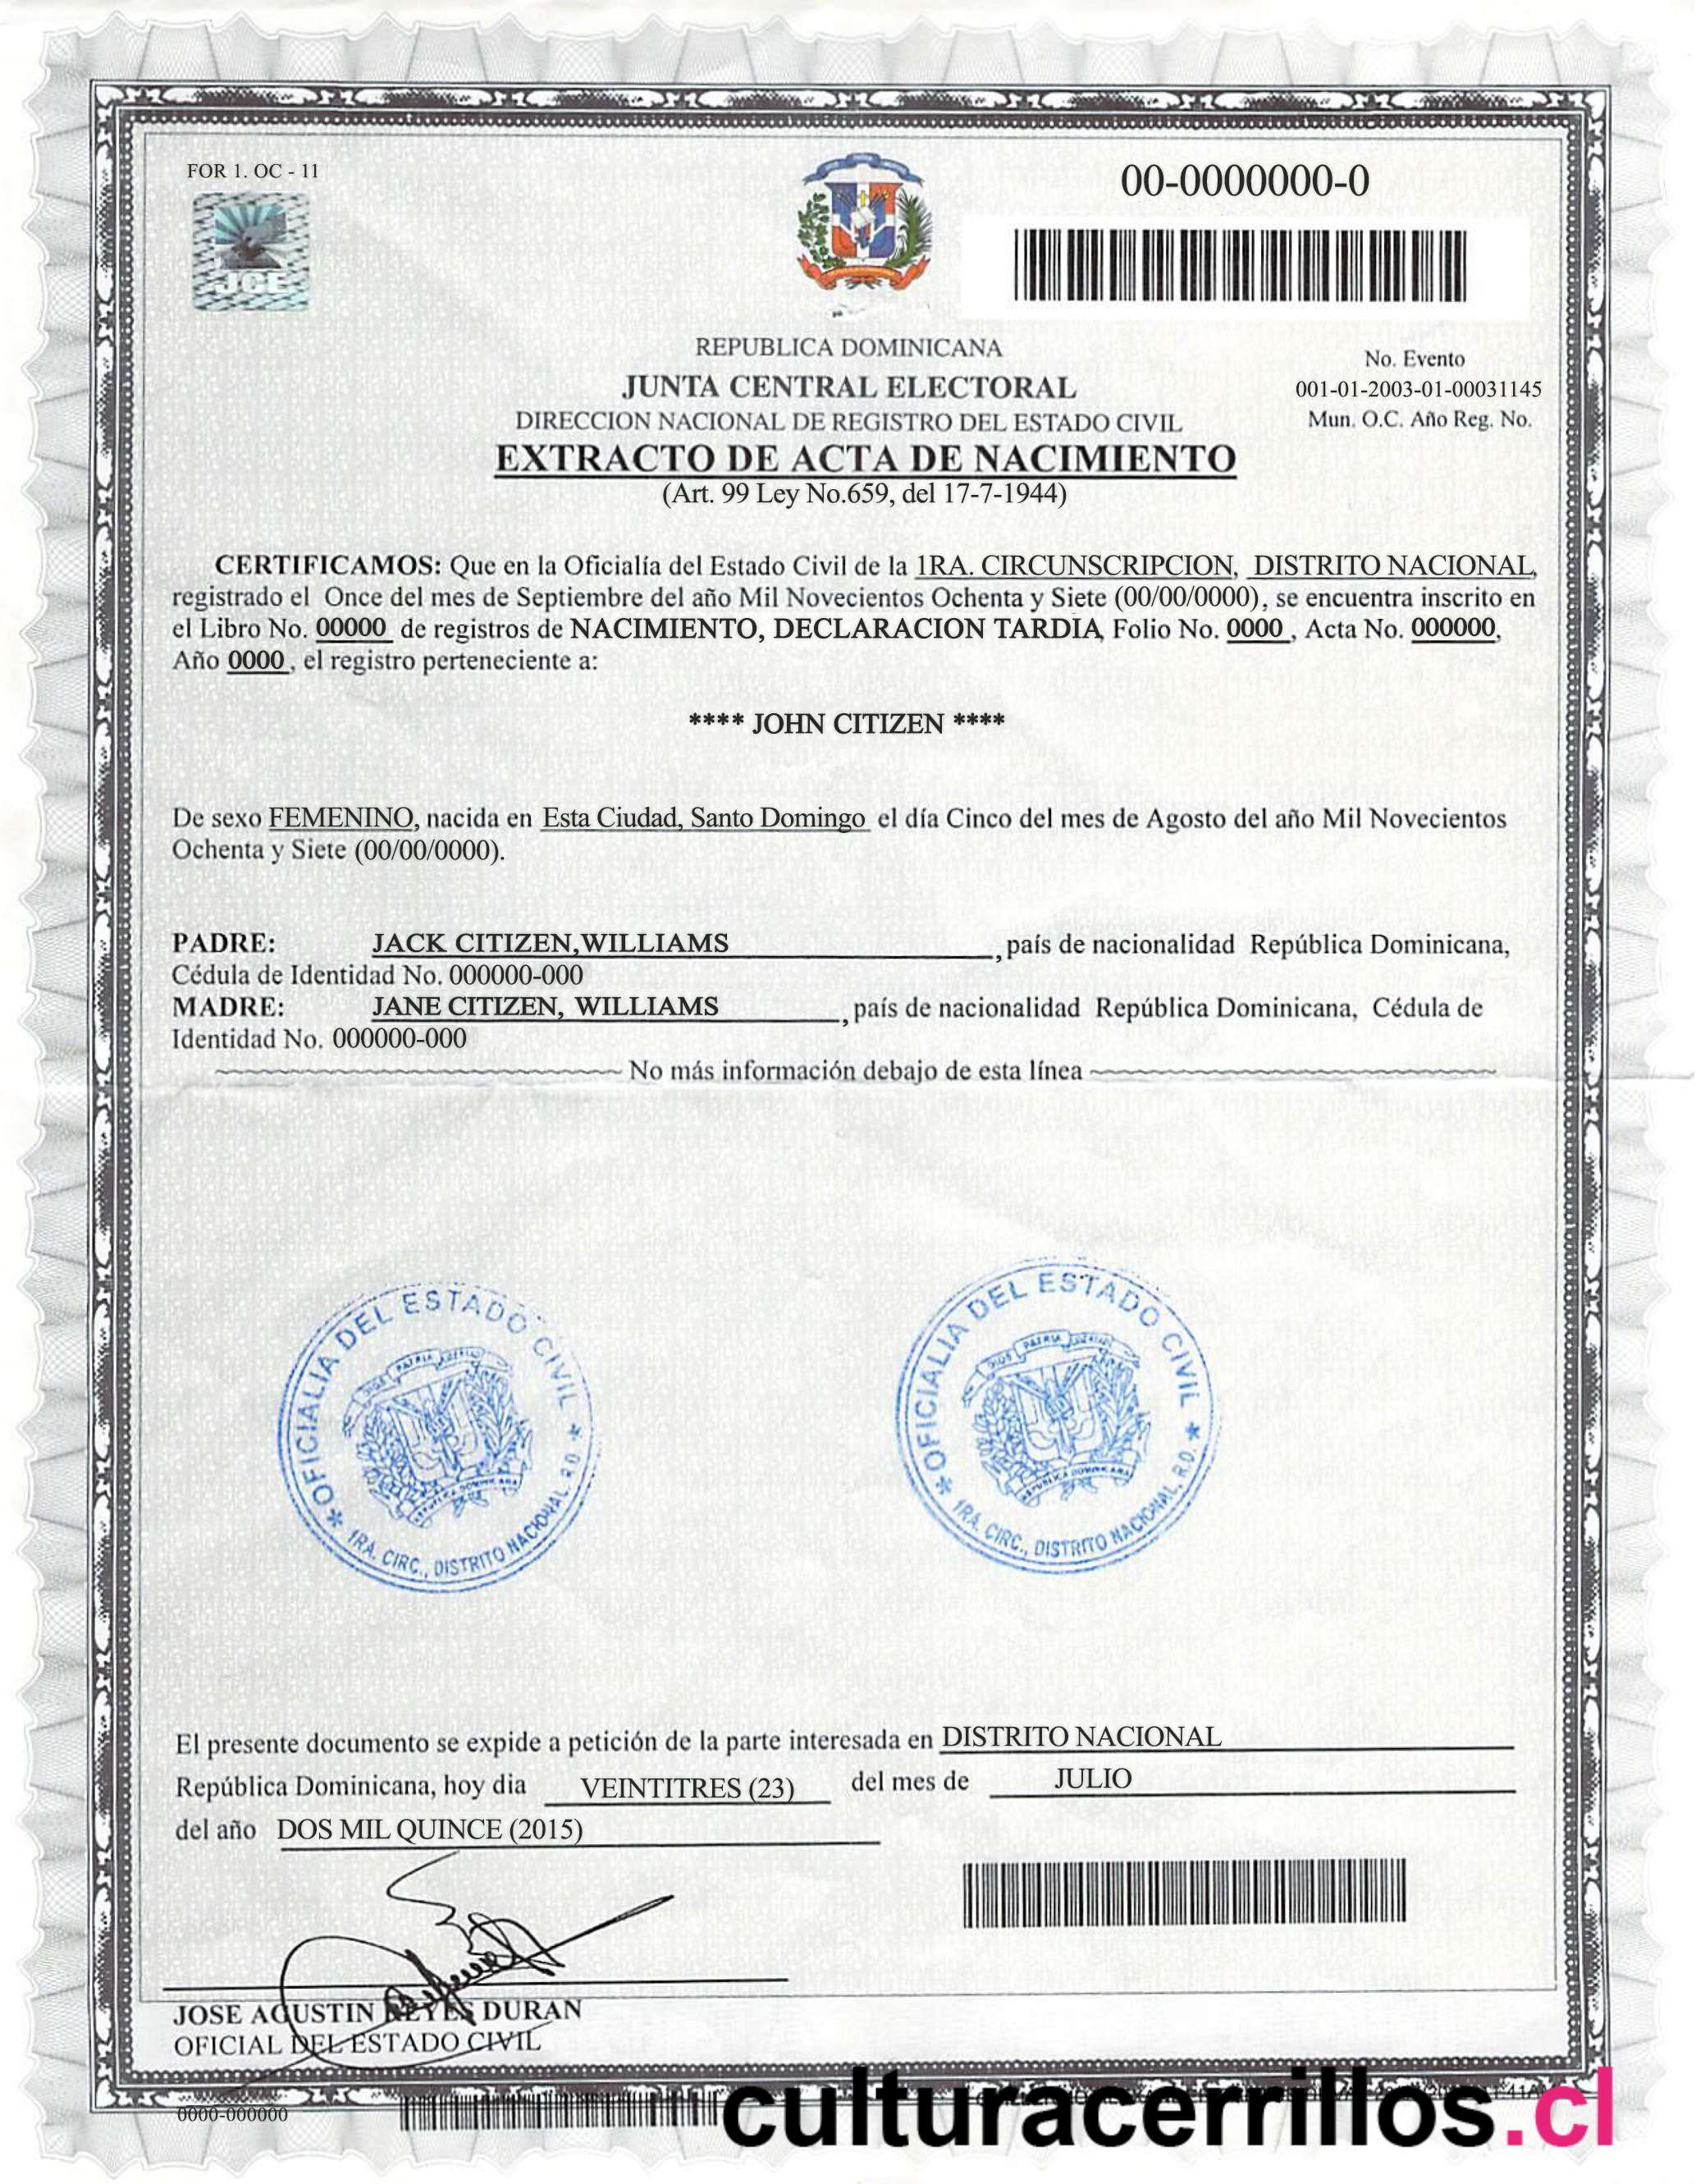 FOR 1. OC - 11
JCE
00-0000000-0
REPUBLICA DOMINICANA
JUNTA CENTRAL ELECTORAL
DIRECCION NACIONAL DE REGISTRO DEL ESTADO CIVIL
EXTRACTO DE ACTA DE NACIMIENTO
(Art. 99 Ley No.659, del 17-7-1944)
No. Evento
001-01-2003-01-00031145
Mun. O.C. Año Reg. No.
CERTIFICAMOS: Que en la Oficialía del Estado Civil de la 1RA. CIRCUNSCRIPCION, DISTRITO NACIONAL,
registrado el Once del mes de Septiembre del año Mil Novecientos Ochenta y Siete (00/00/0000), se encuentra inscrito en
el Libro No. 00000 de registros de NACIMIENTO, DECLARACION TARDIA, Folio No. 0000, Acta No. 000000,
Año 0000, el registro perteneciente a:
**** JOHN CITIZEN ****
De sexo FEMENINO, nacida en Esta Ciudad, Santo Domingo el día Cinco del mes de Agosto del año Mil Novecientos
Ochenta y Siete (00/00/0000).
PADRE: JACK CITIZEN,WILLIAMS, país de nacionalidad República Dominicana,
Cédula de Identidad No. 000000-000
MADRE: JANE CITIZEN, WILLIAMS, país de nacionalidad República Dominicana, Cédula de
Identidad No. 000000-000
No más información debajo de esta línea
* OFICIALIA DEL ESTADO CIVIL *
1RA. CIRC., DISTRITO NACIONAL, R.D.
* OFICIALIA DEL ESTADO CIVIL *
DIOS PATRIA LIBERTAD
REPUBLICA DOMINICANA
1RA. CIRC., DISTRITO NACIONAL, R.D.
El presente documento se expide a petición de la parte interesada en DISTRITO NACIONAL
República Dominicana, hoy dia VEINTITRES (23) del mes de JULIO
del año DOS MIL QUINCE (2015)
JOSE AGUSTIN REYES DURAN
OFICIAL DEL ESTADO CIVIL
0000-000000
culturacerrillos.cl